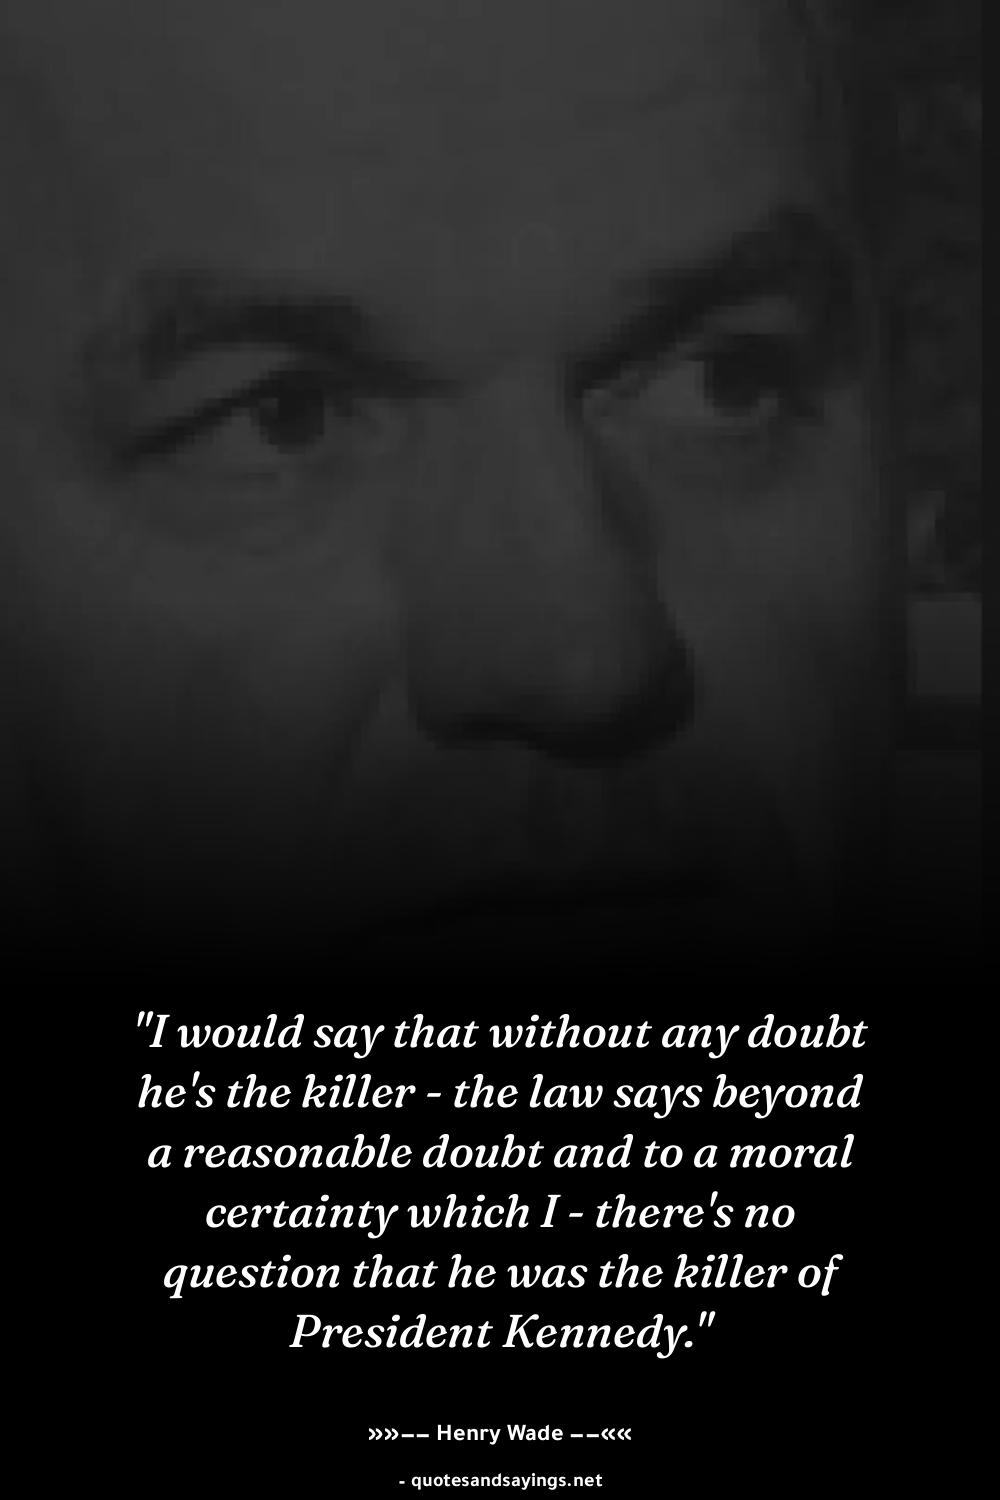 "I would say that without any doubt
he's the killer - the law says beyond
a reasonable doubt and to a moral
certainty which I - there's no
question that he was the killer of
President Kennedy."
»»–– Henry Wade ––««
- quotesandsayings.net